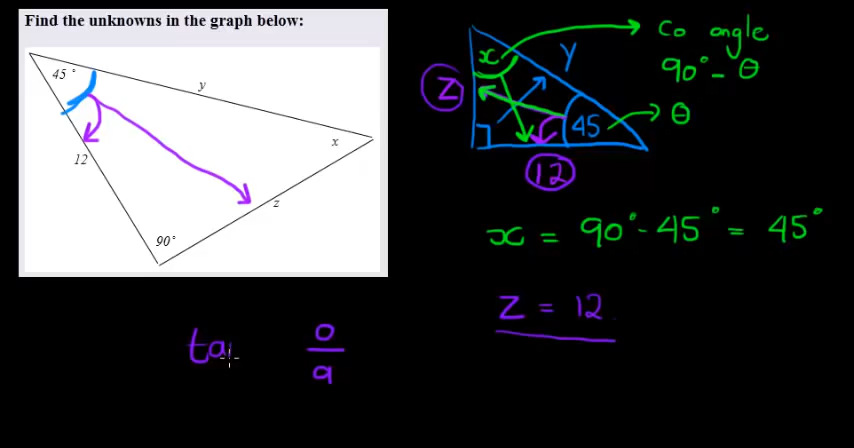 Find the unknowns in the graph below:
45 °
y
x
12
z
90°
Co angle
90° - θ
x
y
z
45
θ
12
x = 90° - 45° = 45°
z = 12
ta
o
a